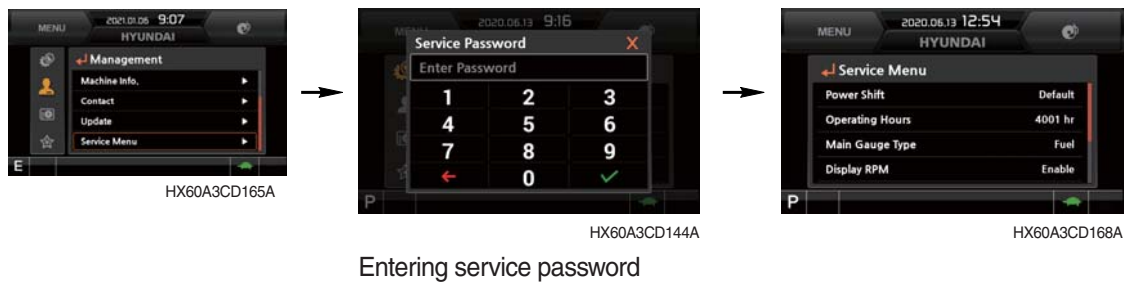 MENU
2021.01.06 9:07
HYUNDAI
Management
Machine Info,
Contact
Update
Service Menu
E
HX60A3CD165A
2020.06.13 9:16
Service Password X
Enter Password
1 2 3
4 5 6
7 8 9
0
P
HX60A3CD144A
Entering service password
MENU
2020.06.13 12:54
HYUNDAI
Service Menu
Power Shift Default
Operating Hours 4001 hr
Main Gauge Type Fuel
Display RPM Enable
P
HX60A3CD168A